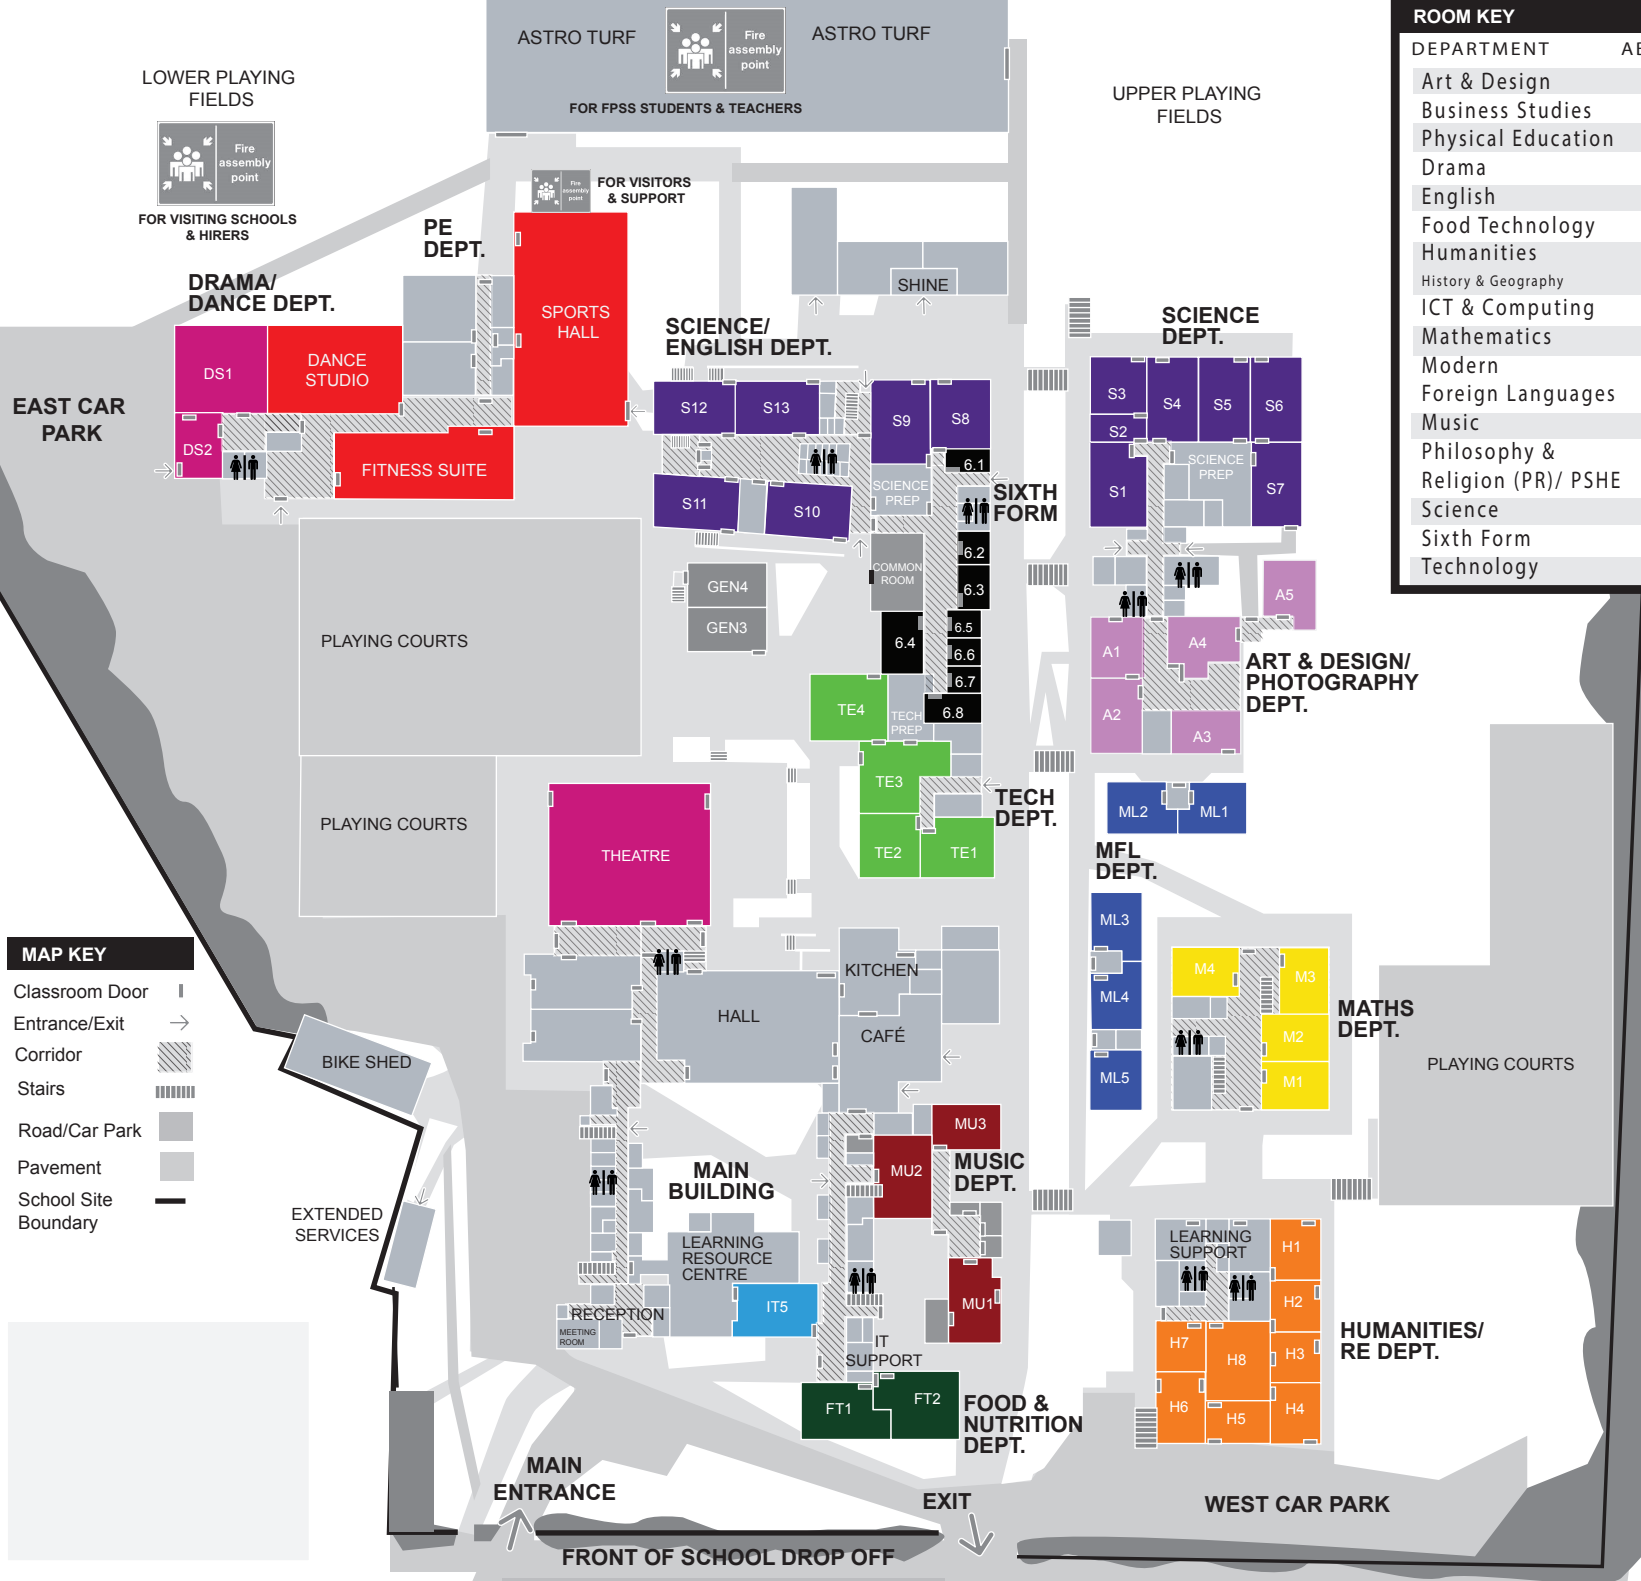 ASTRO TURF
Fire
assembly
point
ASTRO TURF
FOR FPSS STUDENTS & TEACHERS
LOWER PLAYING
FIELDS
Fire
assembly
point
FOR VISITING SCHOOLS
& HIRERS
UPPER PLAYING
FIELDS
ROOM KEY
DEPARTMENT
Art & Design
Business Studies
Physical Education
Drama
English
Food Technology
Humanities
History & Geography
ICT & Computing
Mathematics
Modern
Foreign Languages
Music
Philosophy &
Religion (PR)/ PSHE
Science
Sixth Form
Technology
Fire
assembly
point
FOR VISITORS
& SUPPORT
PE
DEPT.
DRAMA/
DANCE DEPT.
SPORTS
HALL
SHINE
DS1
DANCE
STUDIO
DS2
FITNESS SUITE
EAST CAR
PARK
SCIENCE/
ENGLISH DEPT.
S12
S13
S9
S8
S11
S10
SCIENCE
PREP
6.1
SIXTH
FORM
6.2
6.3
COMMON
ROOM
6.4
6.5
6.6
6.7
6.8
SCIENCE
DEPT.
S3
S2
S4
S5
S6
S1
SCIENCE
PREP
S7
A5
A1
A4
A2
A3
ART & DESIGN/
PHOTOGRAPHY
DEPT.
GEN4
GEN3
PLAYING COURTS
TE4
TECH
PREP
TE3
TE2
TE1
TECH
DEPT.
ML2
ML1
MFL
DEPT.
ML3
ML4
ML5
PLAYING COURTS
THEATRE
M4
M3
M2
M1
MATHS
DEPT.
PLAYING COURTS
MAP KEY
Classroom Door
Entrance/Exit
Corridor
Stairs
Road/Car Park
Pavement
School Site
Boundary
KITCHEN
HALL
CAFÉ
BIKE SHED
EXTENDED
SERVICES
MAIN
BUILDING
MU3
MU2
MUSIC
DEPT.
MU1
LEARNING
RESOURCE
CENTRE
IT5
RECEPTION
MEETING
ROOM
IT
SUPPORT
FT1
FT2
FOOD &
NUTRITION
DEPT.
LEARNING
SUPPORT
H1
H2
H3
H4
H7
H8
H6
H5
HUMANITIES/
RE DEPT.
MAIN
ENTRANCE
EXIT
WEST CAR PARK
FRONT OF SCHOOL DROP OFF